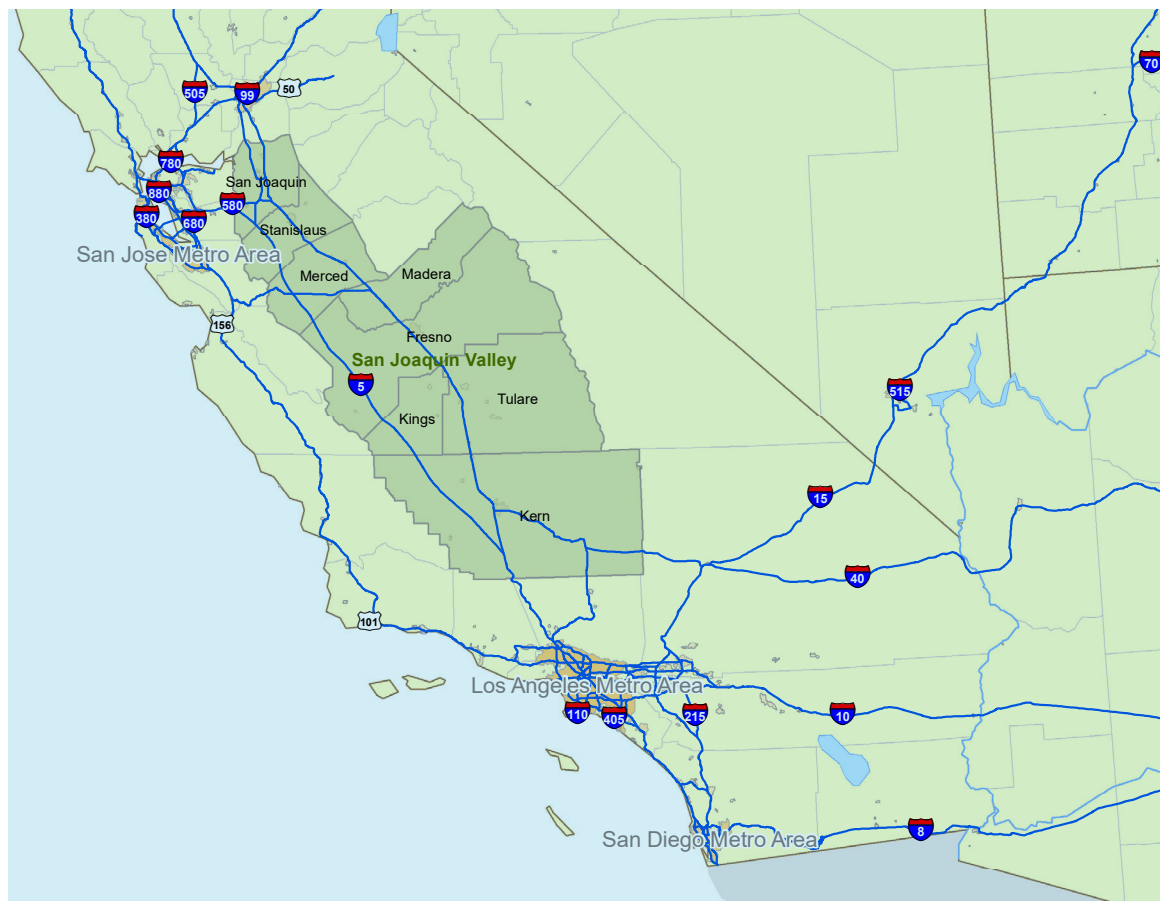 70
505
99
50
780
San Joaquin
880
580
380
680
Stanislaus
San Jose Metro Area
Merced
Madera
156
Fresno
San Joaquin Valley
5
515
Tulare
Kings
15
Kern
40
101
Los Angeles Metro Area
110
405
215
10
8
San Diego Metro Area